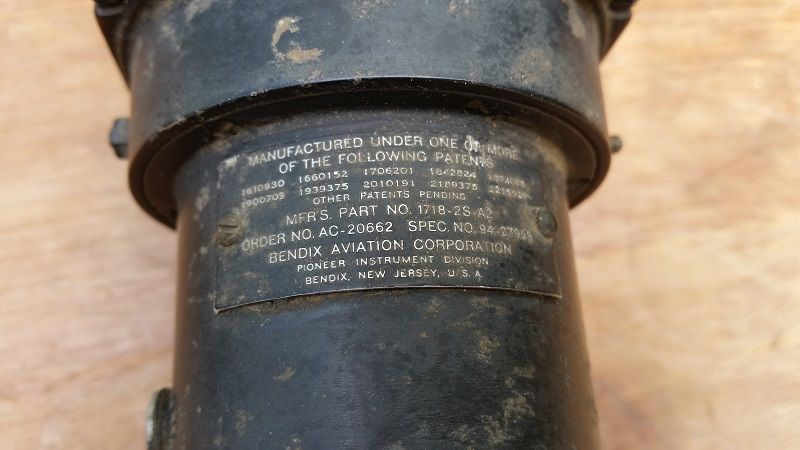 MANUFACTURED UNDER ONE OR MORE
OF THE FOLLOWING PATENTS
1610930 1660152 1706201 1842824
1900709 1939375 2010191 2189375
OTHER PATENTS PENDING
MFR'S. PART NO. 1718-2S-A2
ORDER NO. AC-20662 SPEC. NO.
BENDIX AVIATION CORPORATION
PIONEER INSTRUMENT DIVISION
BENDIX, NEW JERSEY, U.S.A.